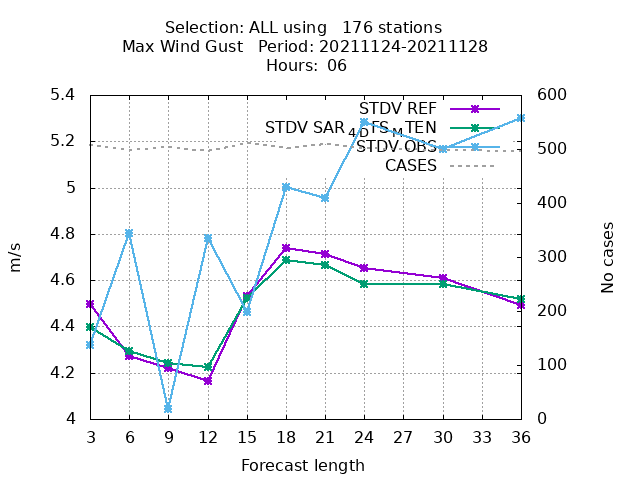 Selection: ALL using   176 stations
Max Wind Gust   Period: 20211124-20211128
Hours:  06
STDV REF
STDV SAR4DTSMTEN
STDV OBS
CASES
5.4
5.2
5
4.8
4.6
4.4
4.2
4
m/s
600
500
400
300
200
100
0
No cases
3 6 9 12 15 18 21 24 27 30 33 36
Forecast length